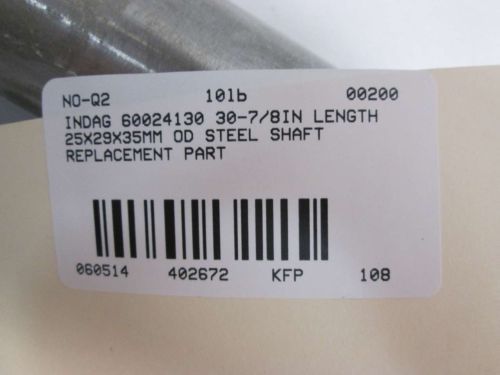 NO-Q2 10lb 00200
INDAG 60024130 30-7/8IN LENGTH
25X29X35MM OD STEEL SHAFT
REPLACEMENT PART
060514 402672 KFP 108